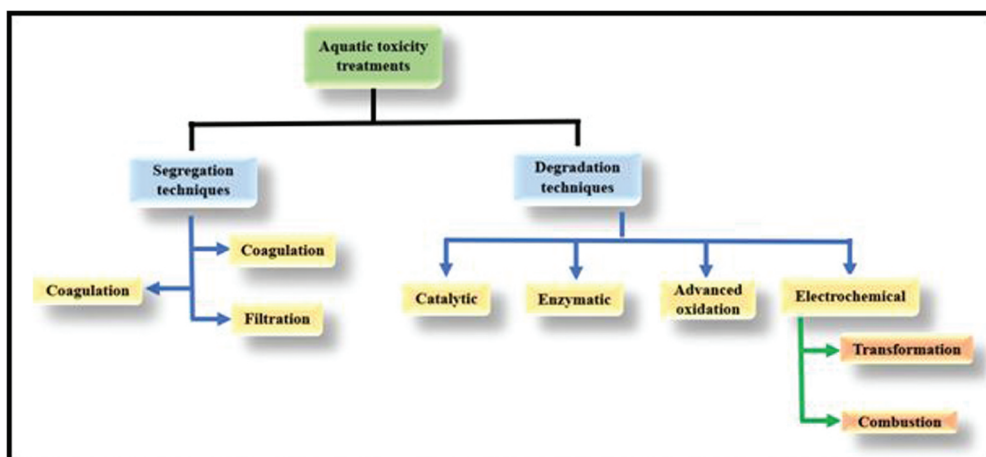 Aquatic toxicity
treatments
Segregation
techniques
Degradation
techniques
Coagulation
Coagulation
Filtration
Catalytic
Enzymatic
Advanced
oxidation
Electrochemical
Transformation
Combustion